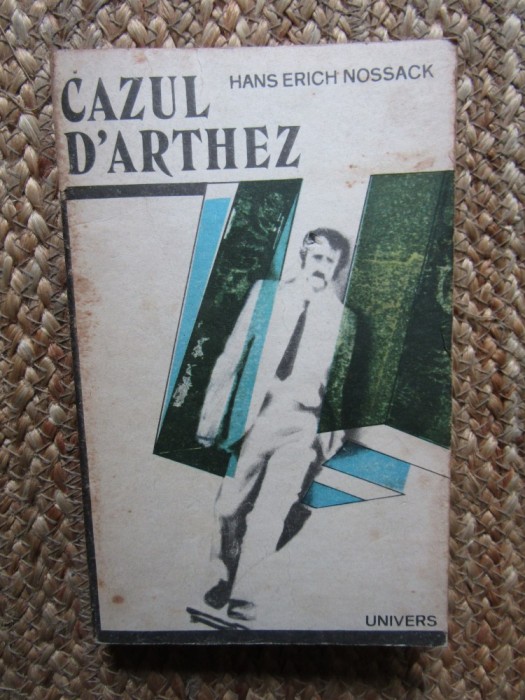 HANS ERICH NOSSACK
CAZUL
D'ARTHEZ
UNIVERS